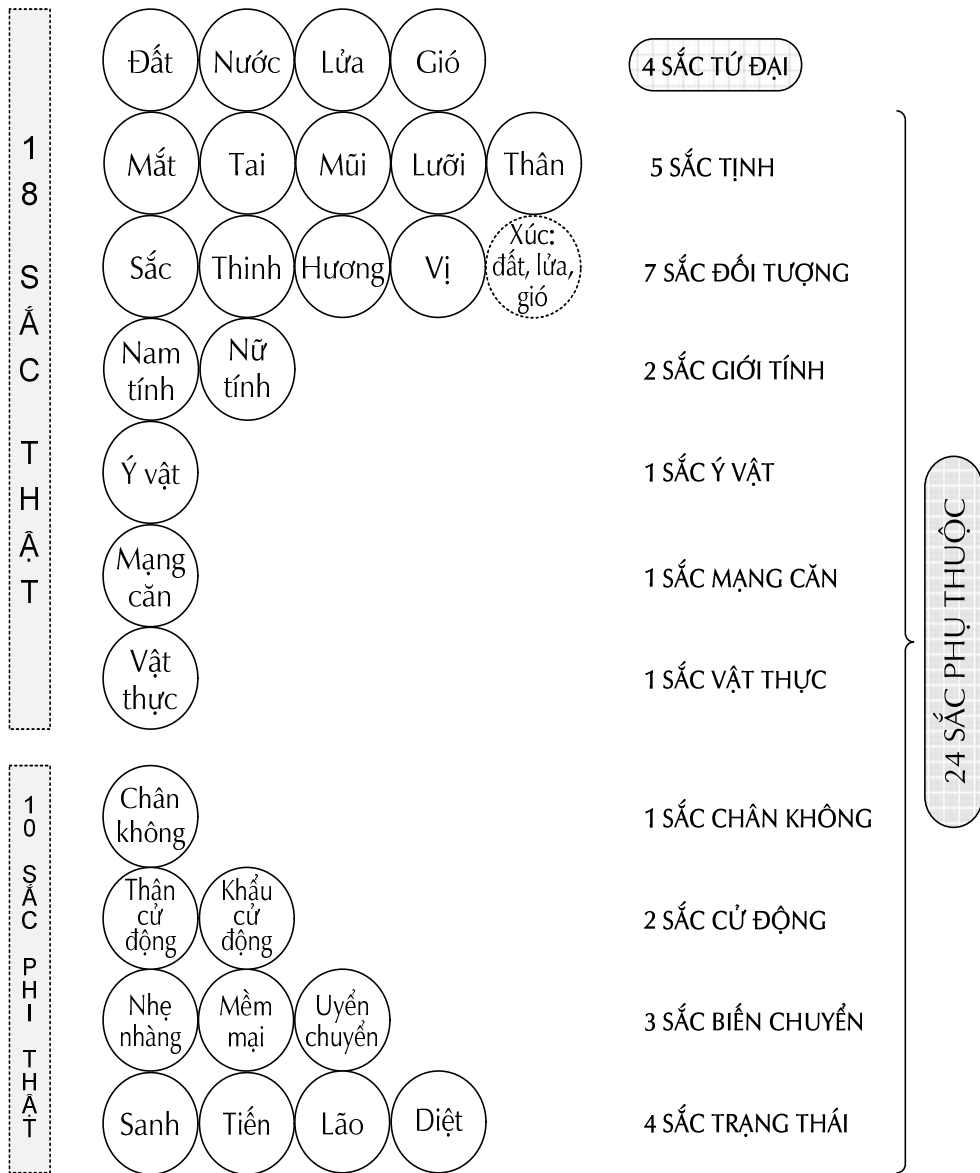 18 SẮC THẬT
Đất Nước Lửa Gió
4 SẮC TỨ ĐẠI
Mắt Tai Mũi Lưỡi Thân
5 SẮC TỊNH
Sắc Thinh Hương Vị
Xúc:
đất, lửa,
gió
7 SẮC ĐỐI TƯỢNG
Nam
tính
Nữ
tính
2 SẮC GIỚI TÍNH
Ý vật
1 SẮC Ý VẬT
Mạng
căn
1 SẮC MẠNG CĂN
Vật
thực
1 SẮC VẬT THỰC
24 SẮC PHỤ THUỘC
10 SẮC PHI THẬT
Chân
không
1 SẮC CHÂN KHÔNG
Thân
cử
động
Khẩu
cử
động
2 SẮC CỬ ĐỘNG
Nhẹ
nhàng
Mềm
mại
Uyển
chuyển
3 SẮC BIẾN CHUYỂN
Sanh Tiến Lão Diệt
4 SẮC TRẠNG THÁI